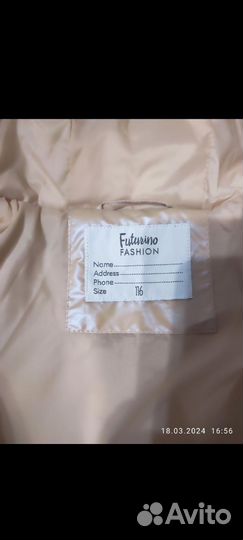 Futurino
FASHION
Name
Address
Phone
Size 116
18.03.2024 16:56
Avito